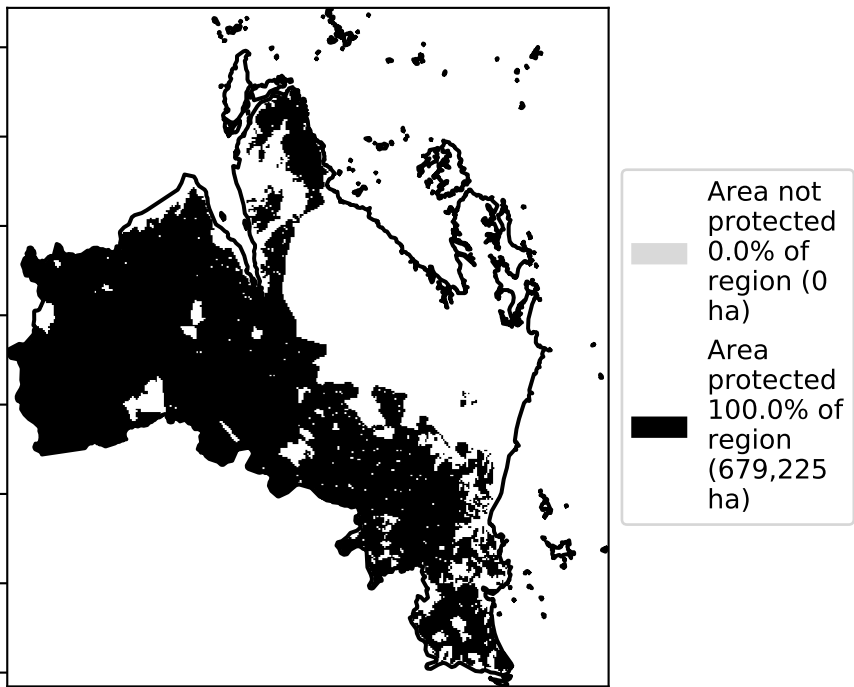 Area not
protected
0.0% of
region (0
ha)
Area
protected
100.0% of
region
(679,225
ha)